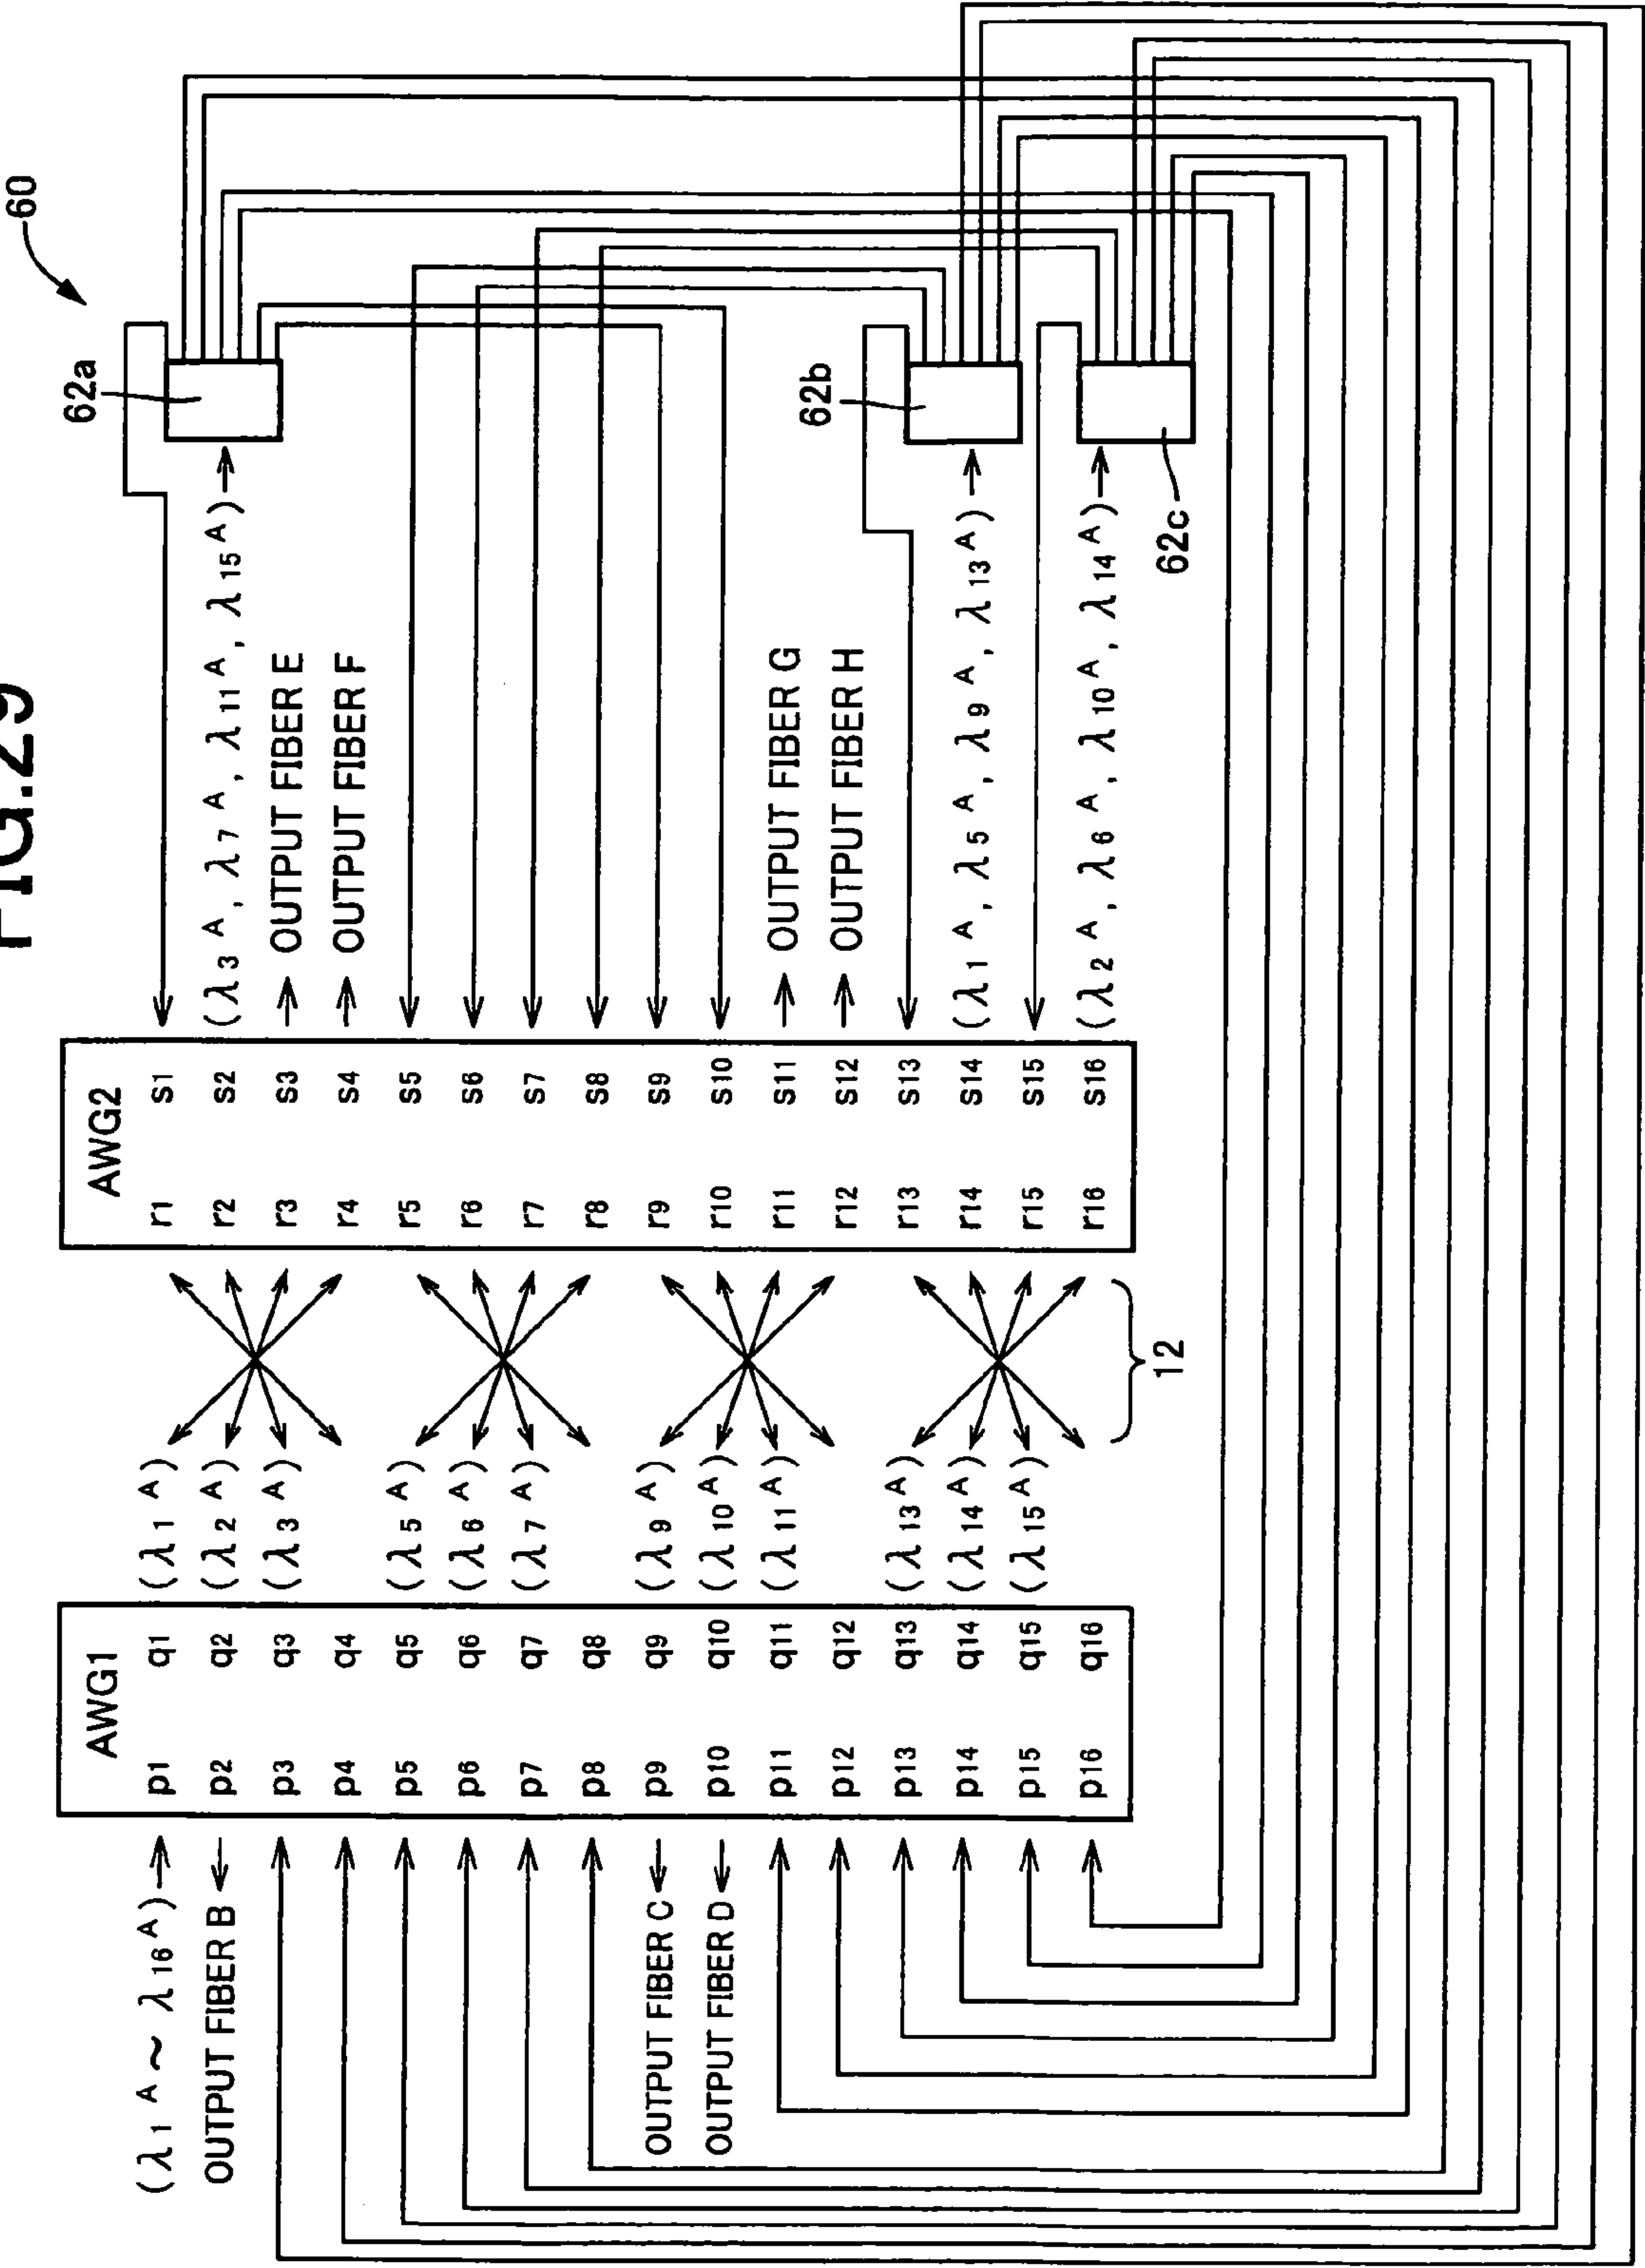 FIG.29
60
AWG1
AWG2
(λ1A ~ λ16A)
OUTPUT FIBER B
OUTPUT FIBER C
OUTPUT FIBER D
p1 q1
p2 q2
p3 q3
p4 q4
p5 q5
p6 q6
p7 q7
p8 q8
p9 q9
p10 q10
p11 q11
p12 q12
p13 q13
p14 q14
p15 q15
p16 q16
(λ1A)
(λ2A)
(λ3A)
(λ5A)
(λ6A)
(λ7A)
(λ9A)
(λ10A)
(λ11A)
(λ13A)
(λ14A)
(λ15A)
12
r1 s1
r2 s2
r3 s3
r4 s4
r5 s5
r6 s6
r7 s7
r8 s8
r9 s9
r10 s10
r11 s11
r12 s12
r13 s13
r14 s14
r15 s15
r16 s16
(λ3A, λ7A, λ11A, λ15A)
OUTPUT FIBER E
OUTPUT FIBER F
OUTPUT FIBER G
OUTPUT FIBER H
(λ1A, λ5A, λ9A, λ13A)
(λ2A, λ6A, λ10A, λ14A)
62a
62b
62c